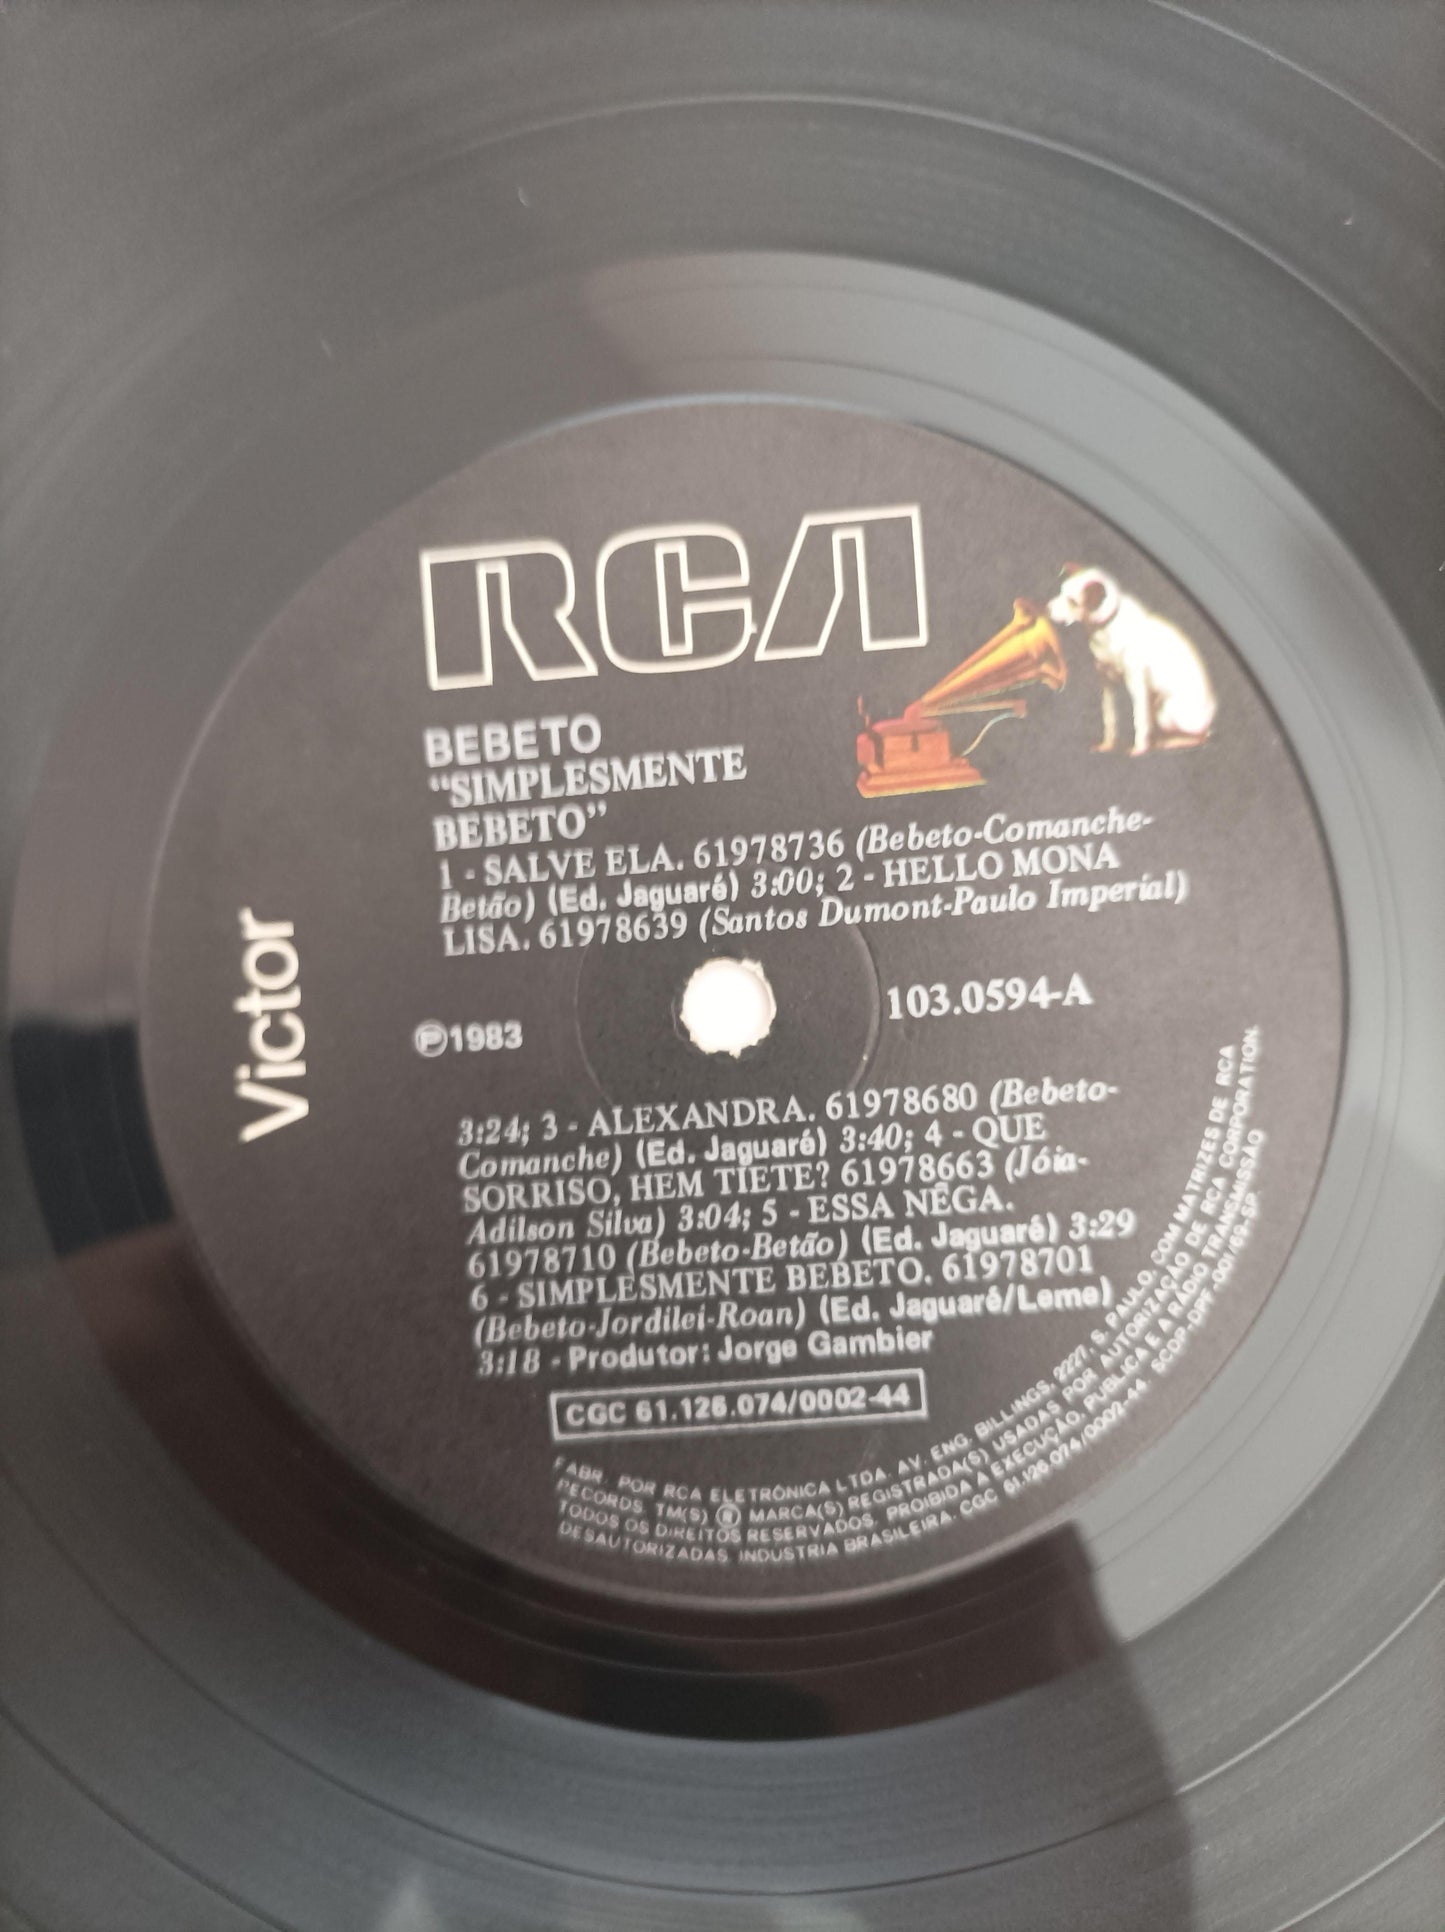 RCA
Victor
BEBETO
“SIMPLESMENTE
BEBETO”
1 - SALVE ELA. 61978736 (Bebeto-Comanche-
Betão) (Ed. Jaguaré) 3:00; 2 - HELLO MONA
LISA. 61978639 (Santos Dumont-Paulo Imperial)
℗1983
103.0594-A
3:24; 3 - ALEXANDRA. 61978680 (Bebeto-
Comanche) (Ed. Jaguaré) 3:40; 4 - QUE
SORRISO, HEM TIETE? 61978663 (Jóia-
Adilson Silva) 3:04; 5 - ESSA NÊGA.
61978710 (Bebeto-Betão) (Ed. Jaguaré) 3:29
6 - SIMPLESMENTE BEBETO. 61978701
(Bebeto-Jordilei-Roan) (Ed. Jaguaré/Leme)
3:18 - Produtor: Jorge Gambier
CGC 61.126.074/0002-44
FABR. POR RCA ELETRÔNICA LTDA. AV. ENG. BILLINGS, 2227, S. PAULO, COM MATRIZES DE RCA
RECORDS. TM(S) ® MARCA(S) REGISTRADA(S) USADAS POR AUTORIZAÇÃO DE RCA CORPORATION.
TODOS OS DIREITOS RESERVADOS. PROIBIDA A EXECUÇÃO, PUBLICA E A RÁDIO TRANSMISSÃO
DESAUTORIZADAS. INDUSTRIA BRASILEIRA. CGC 61.126.074/0002-44 SCDP-DPF-001/69-SP.